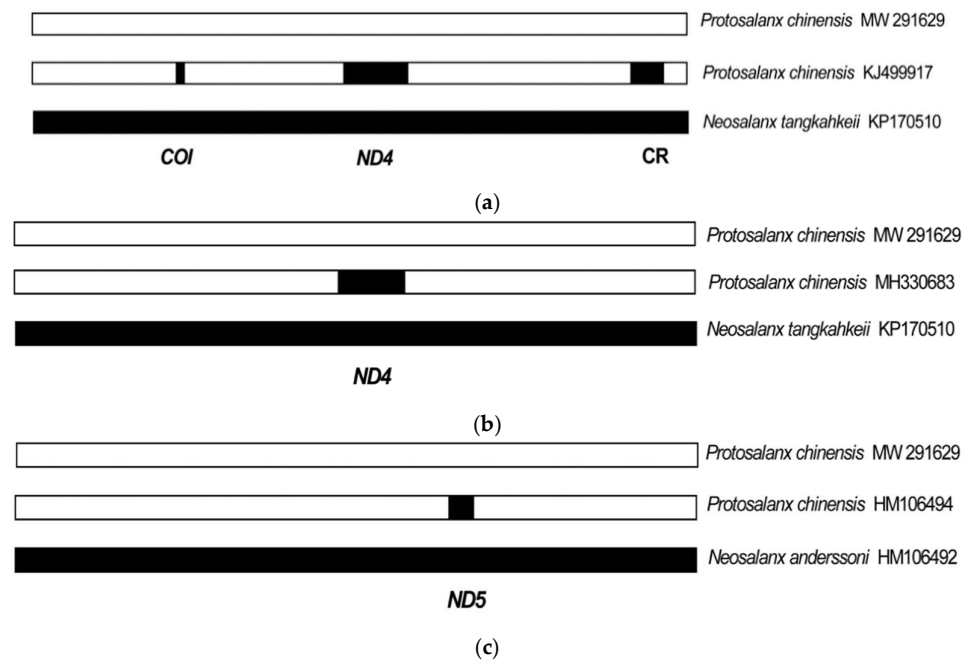 Protosalanx chinensis MW 291629
Protosalanx chinensis KJ499917
Neosalanx tangkahkeii KP170510
COI ND4 CR
(a)
Protosalanx chinensis MW 291629
Protosalanx chinensis MH330683
Neosalanx tangkahkeii KP170510
ND4
(b)
Protosalanx chinensis MW 291629
Protosalanx chinensis HM106494
Neosalanx anderssoni HM106492
ND5
(c)